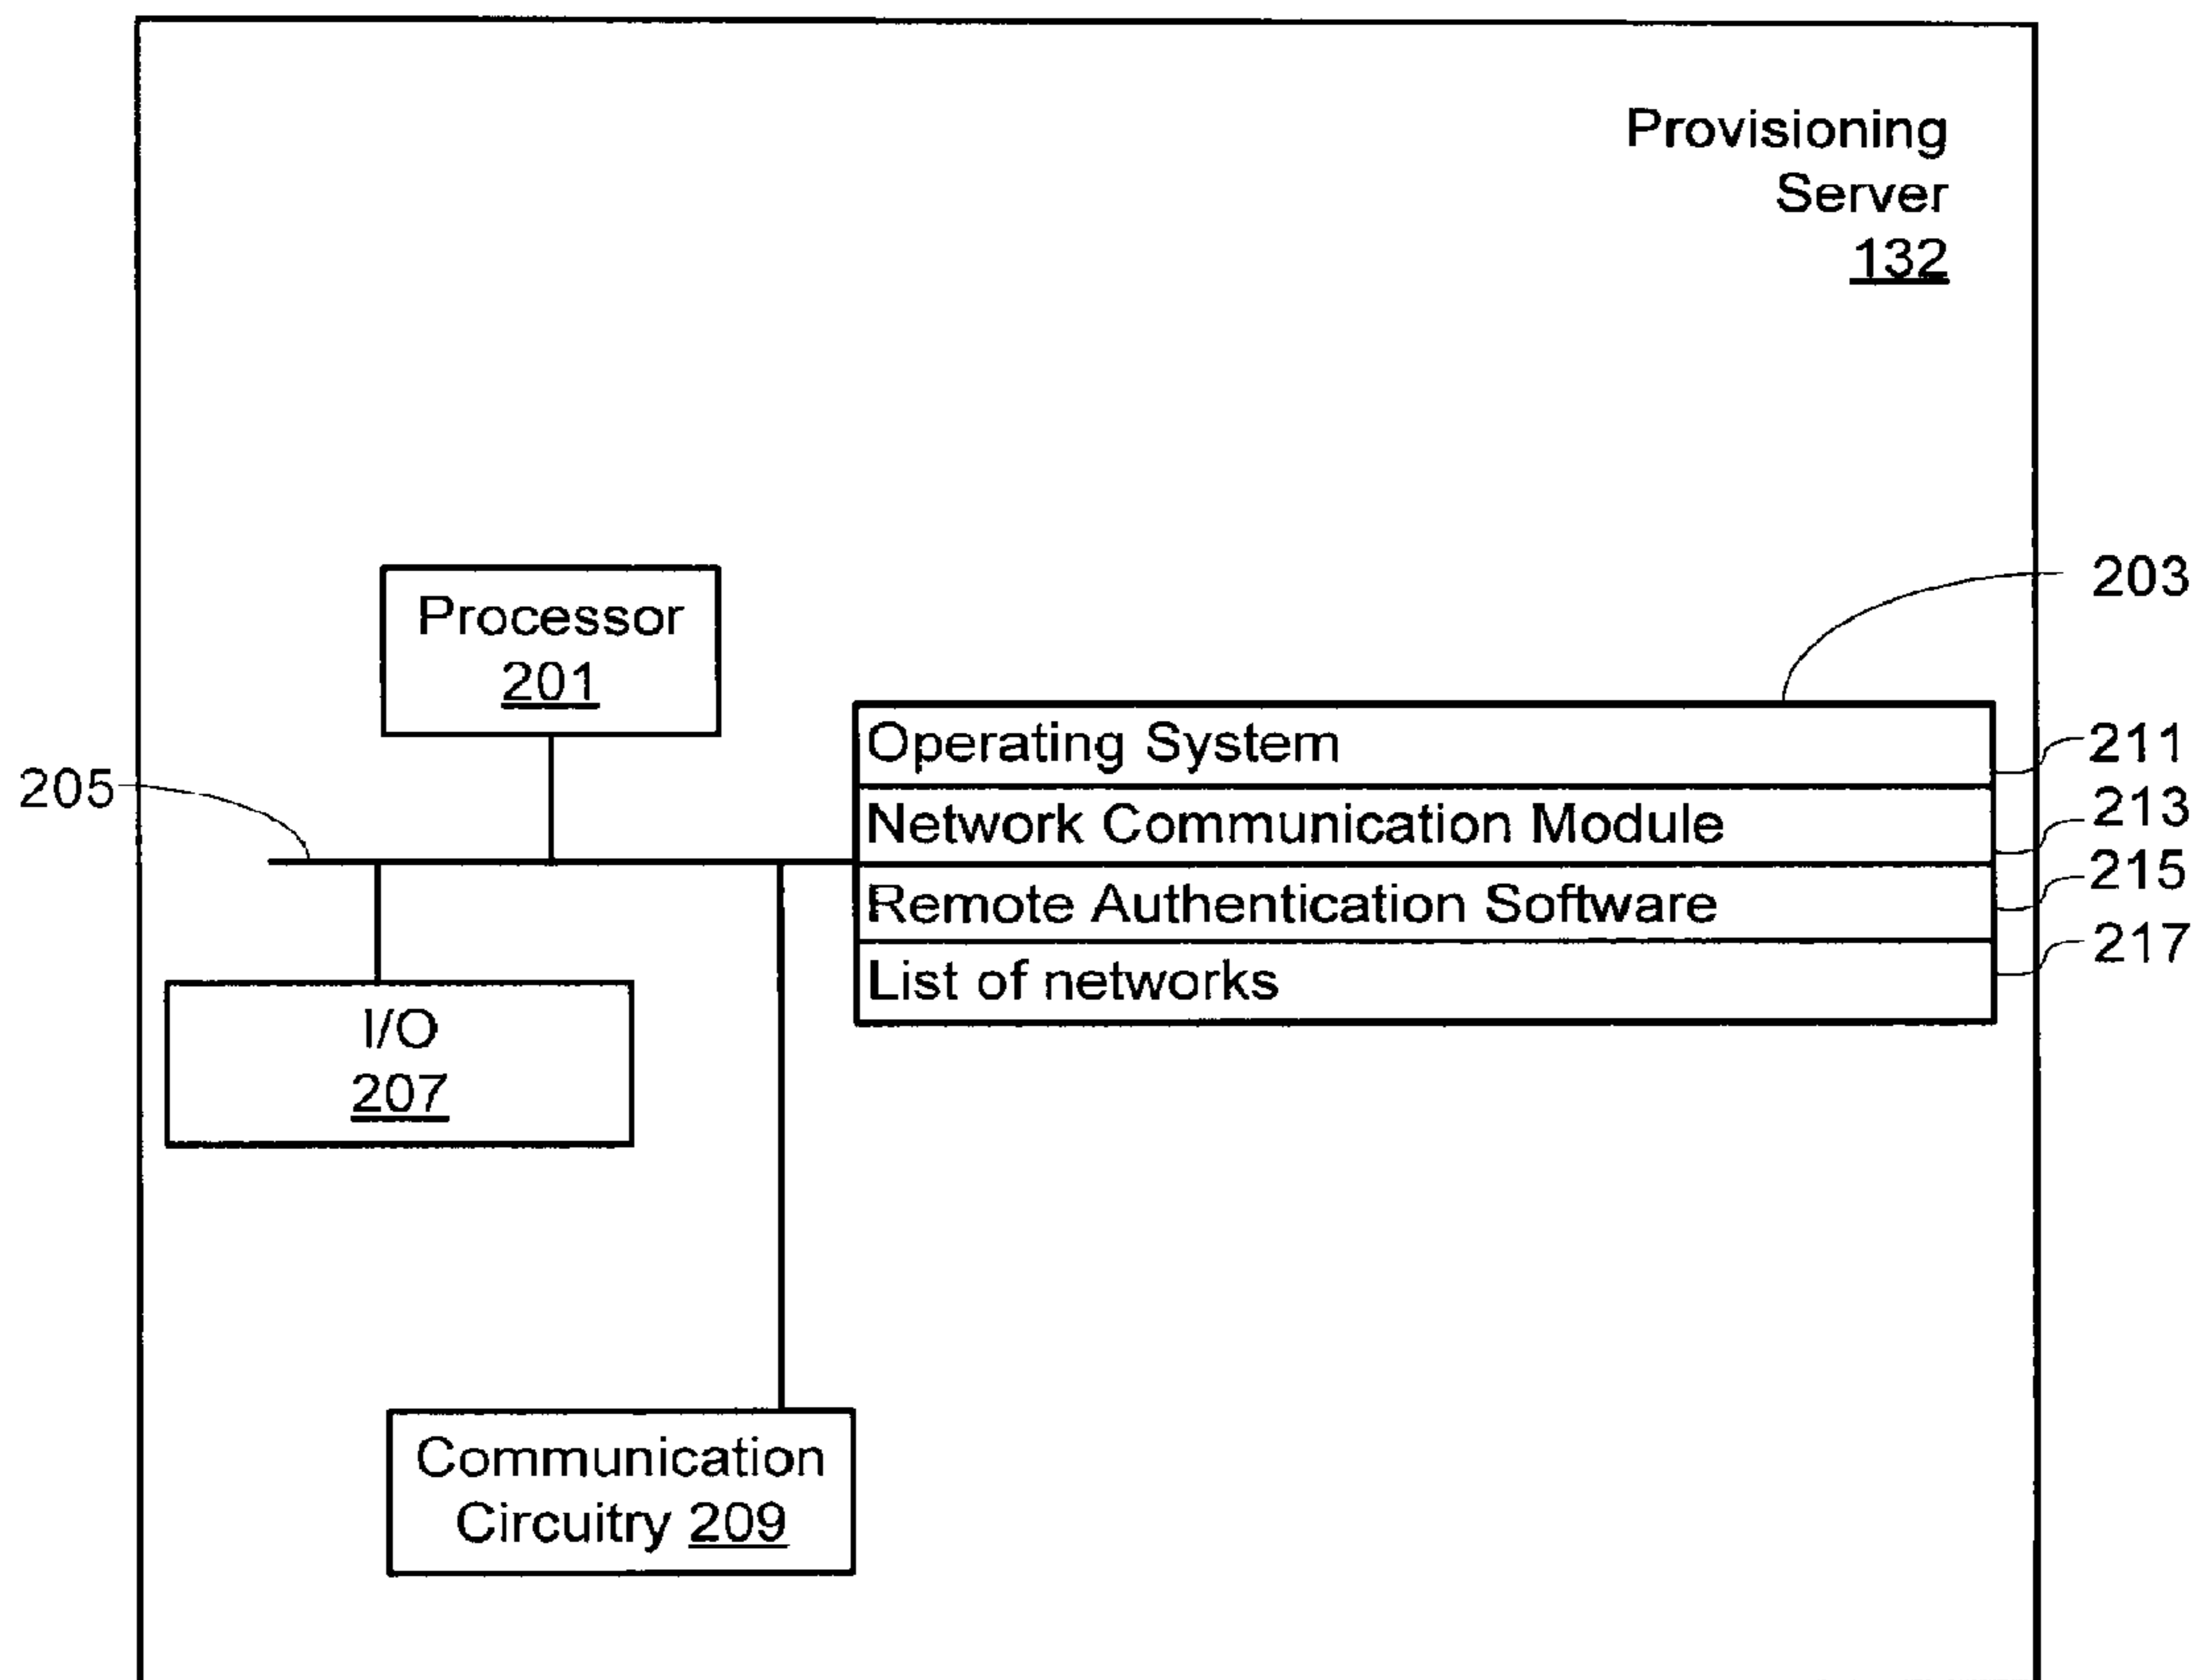 Provisioning
Server
132
Processor
201
203
Operating System
211
205
Network Communication Module
213
Remote Authentication Software
215
List of networks
217
I/O
207
Communication
Circuitry 209